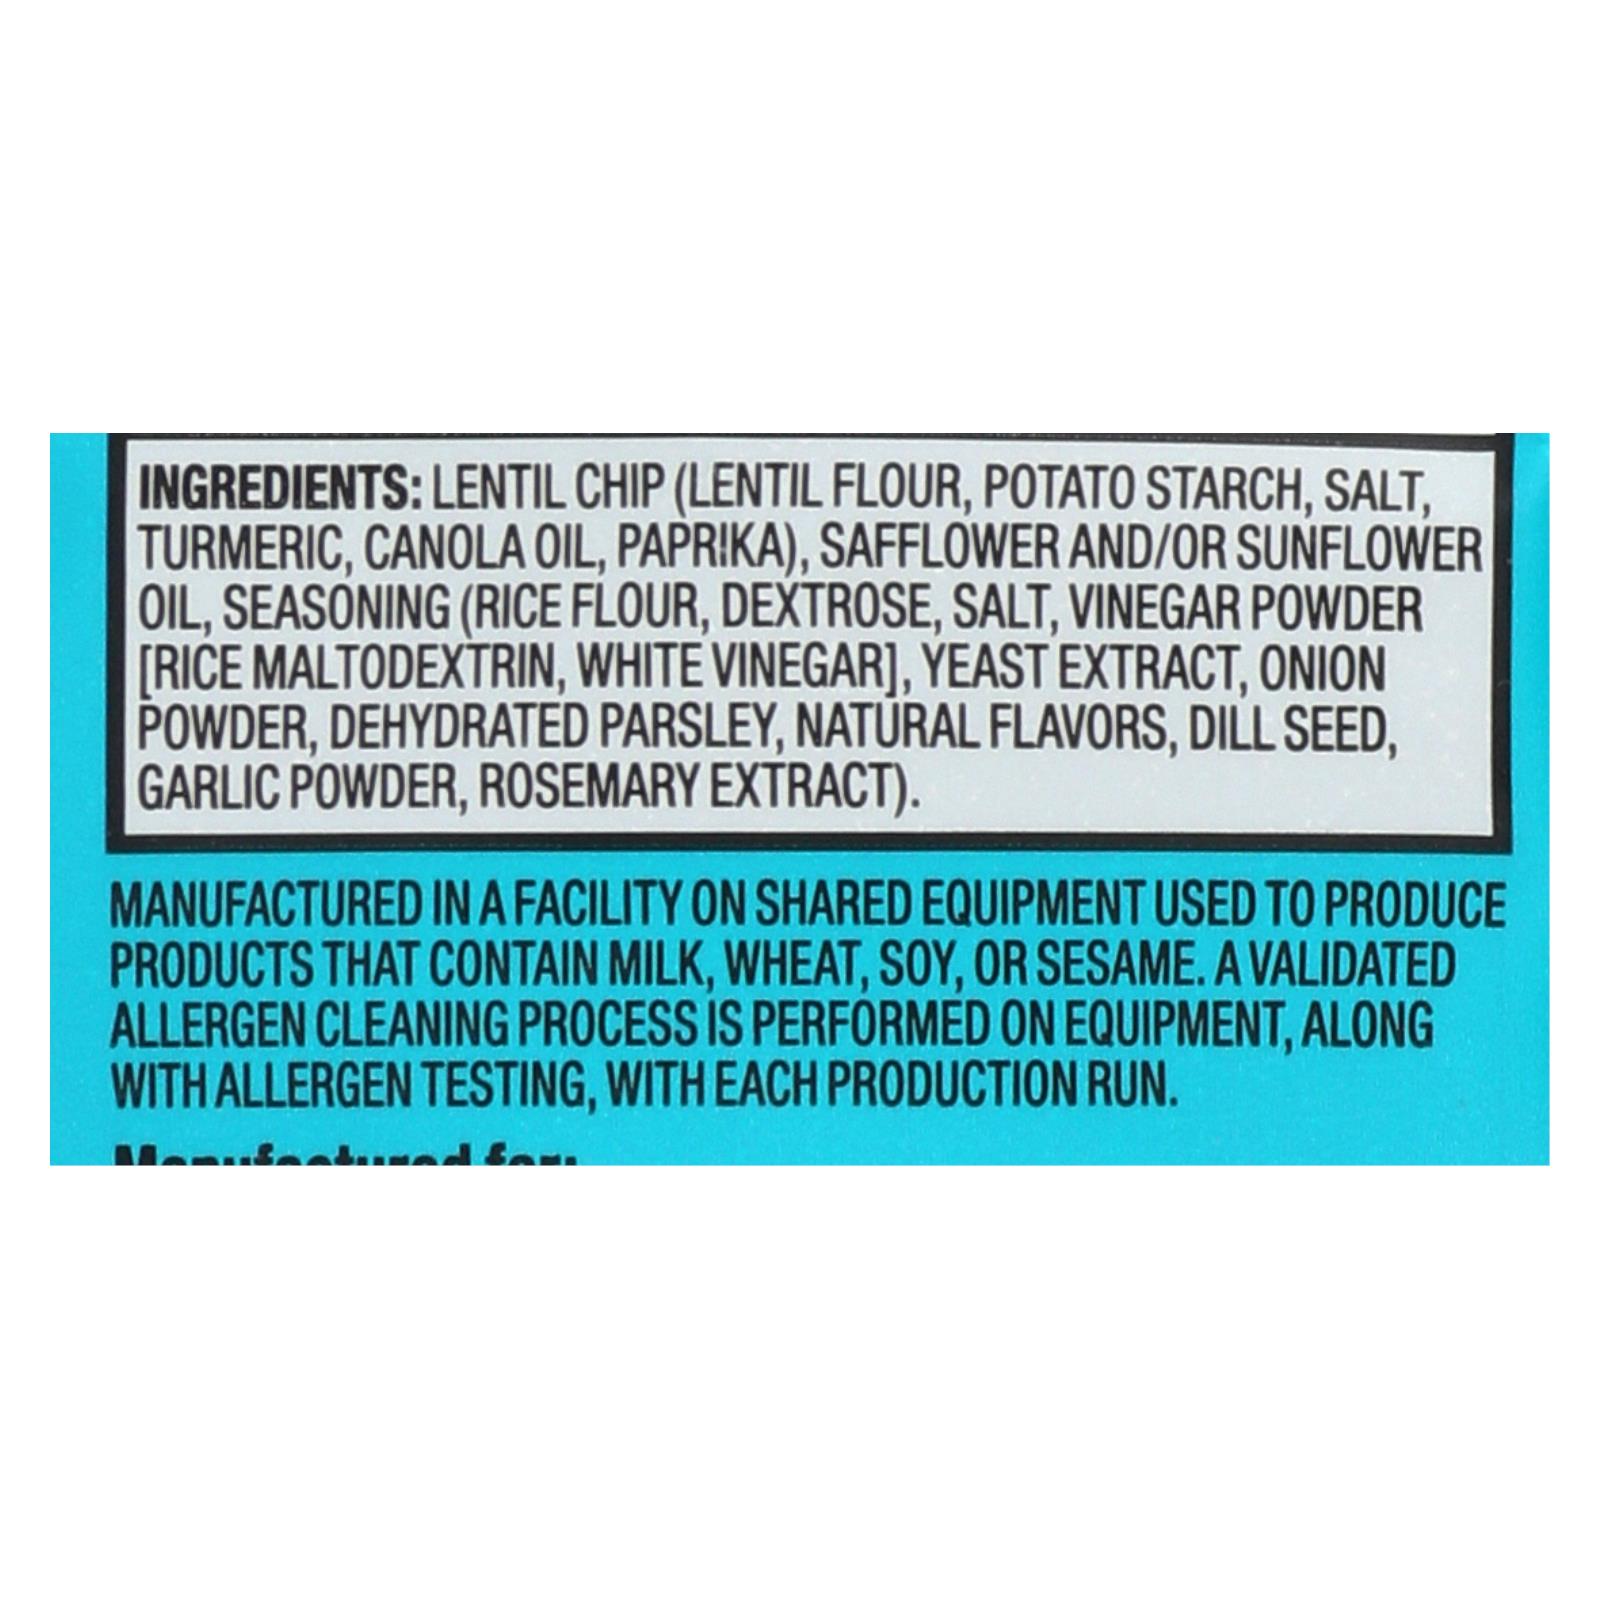 INGREDIENTS: LENTIL CHIP (LENTIL FLOUR, POTATO STARCH, SALT,
TURMERIC, CANOLA OIL, PAPRIKA), SAFFLOWER AND/OR SUNFLOWER
OIL, SEASONING (RICE FLOUR, DEXTROSE, SALT, VINEGAR POWDER
[RICE MALTODEXTRIN, WHITE VINEGAR], YEAST EXTRACT, ONION
POWDER, DEHYDRATED PARSLEY, NATURAL FLAVORS, DILL SEED,
GARLIC POWDER, ROSEMARY EXTRACT).
MANUFACTURED IN A FACILITY ON SHARED EQUIPMENT USED TO PRODUCE
PRODUCTS THAT CONTAIN MILK, WHEAT, SOY, OR SESAME. A VALIDATED
ALLERGEN CLEANING PROCESS IS PERFORMED ON EQUIPMENT, ALONG
WITH ALLERGEN TESTING, WITH EACH PRODUCTION RUN.
Manufactured for: